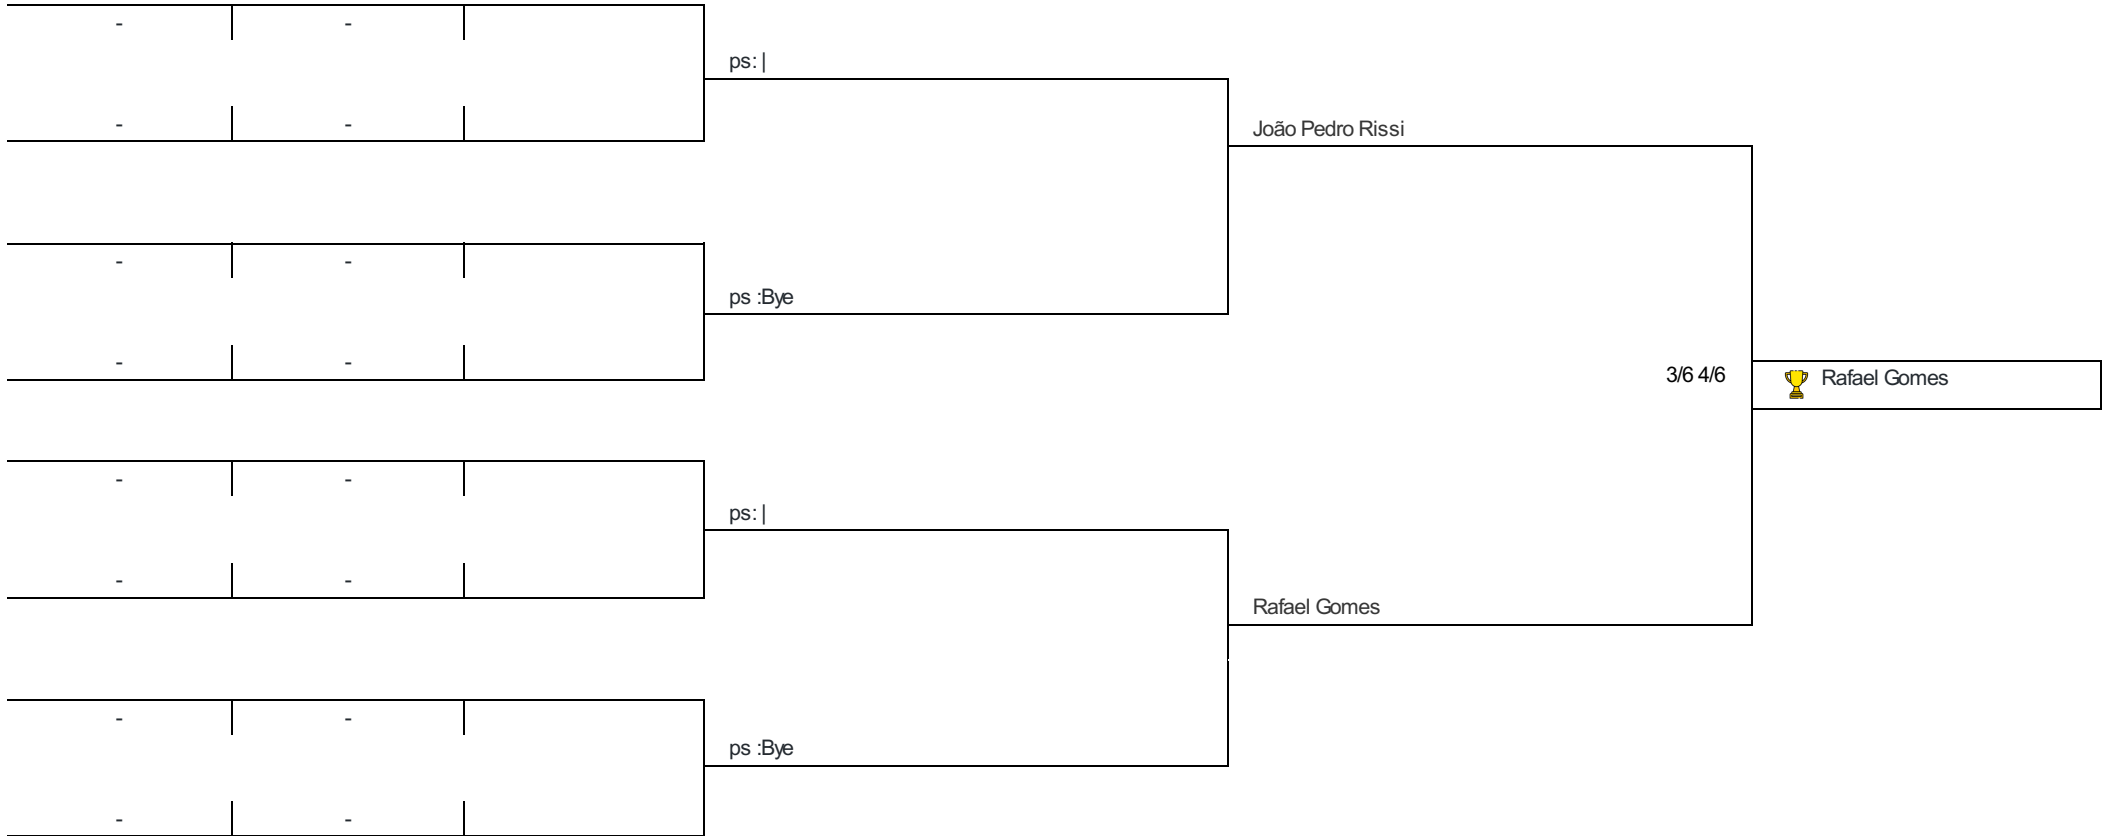 - -
ps: |
- -
João Pedro Rissi
- -
ps :Bye
- -
3/6 4/6
Rafael Gomes
- -
ps: |
- -
Rafael Gomes
- -
ps :Bye
- -